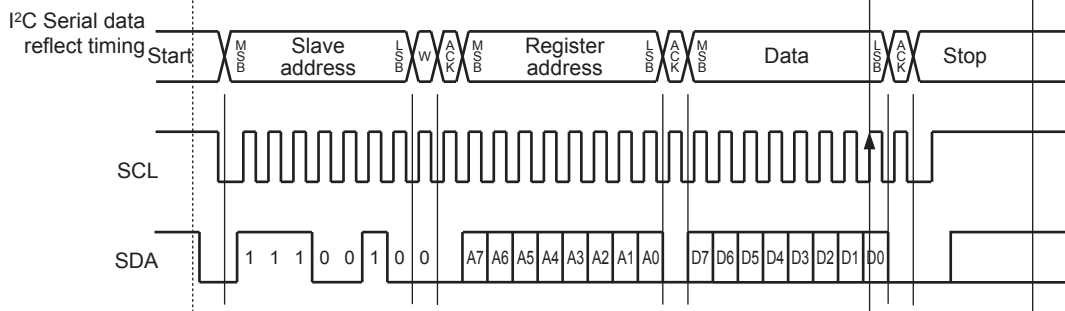 I²C Serial data
reflect timing
Start MSB Slave address LSB W ACK MSB Register address LSB ACK MSB Data LSB ACK Stop
SCL
SDA
1 1 1 0 0 1 0 0 A7 A6 A5 A4 A3 A2 A1 A0 D7 D6 D5 D4 D3 D2 D1 D0